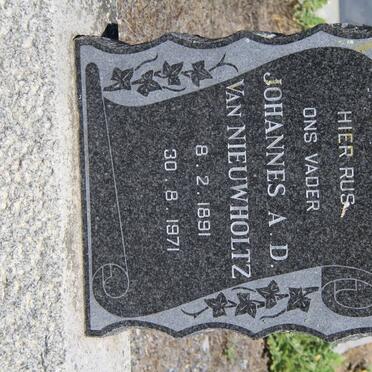 HIER RUS
ONS VADER
JOHANNES A. D.
VAN NIEUWHOLTZ
8.2.1891
30.8.1971